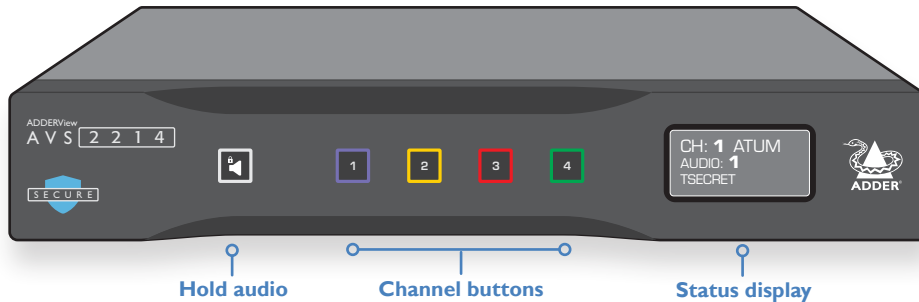 ADDERView
AVS 2214
SECURE
1
2
3
4
CH: 1 ATUM
AUDIO: 1
TSECRET
ADDER®
Hold audio
Channel buttons
Status display